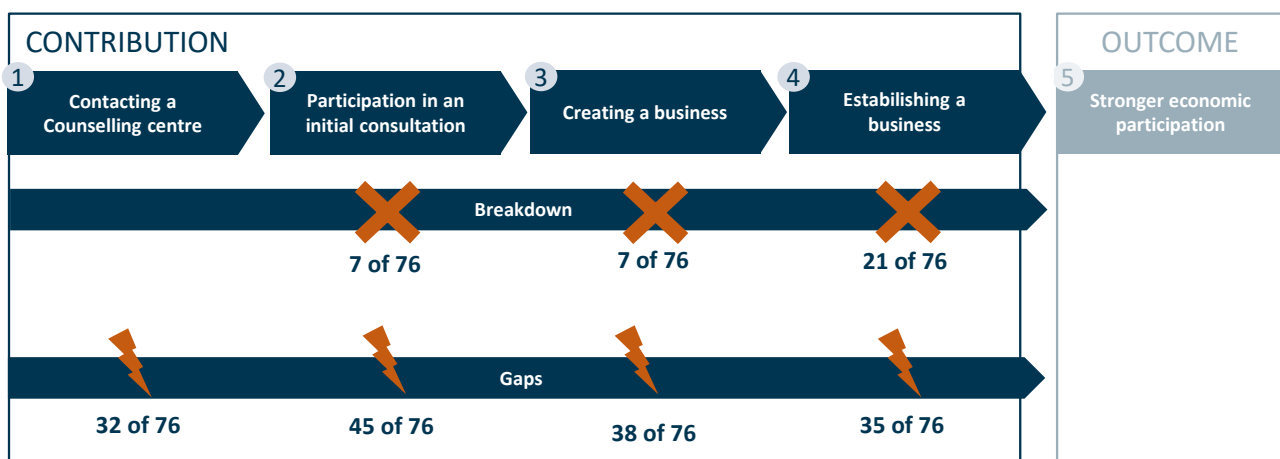 CONTRIBUTION
OUTCOME
1
Contacting a
Counselling centre
2
Participation in an
initial consultation
3
Creating a business
4
Estabilishing a
business
5
Stronger economic
participation
Breakdown
7 of 76
7 of 76
21 of 76
Gaps
32 of 76
45 of 76
38 of 76
35 of 76